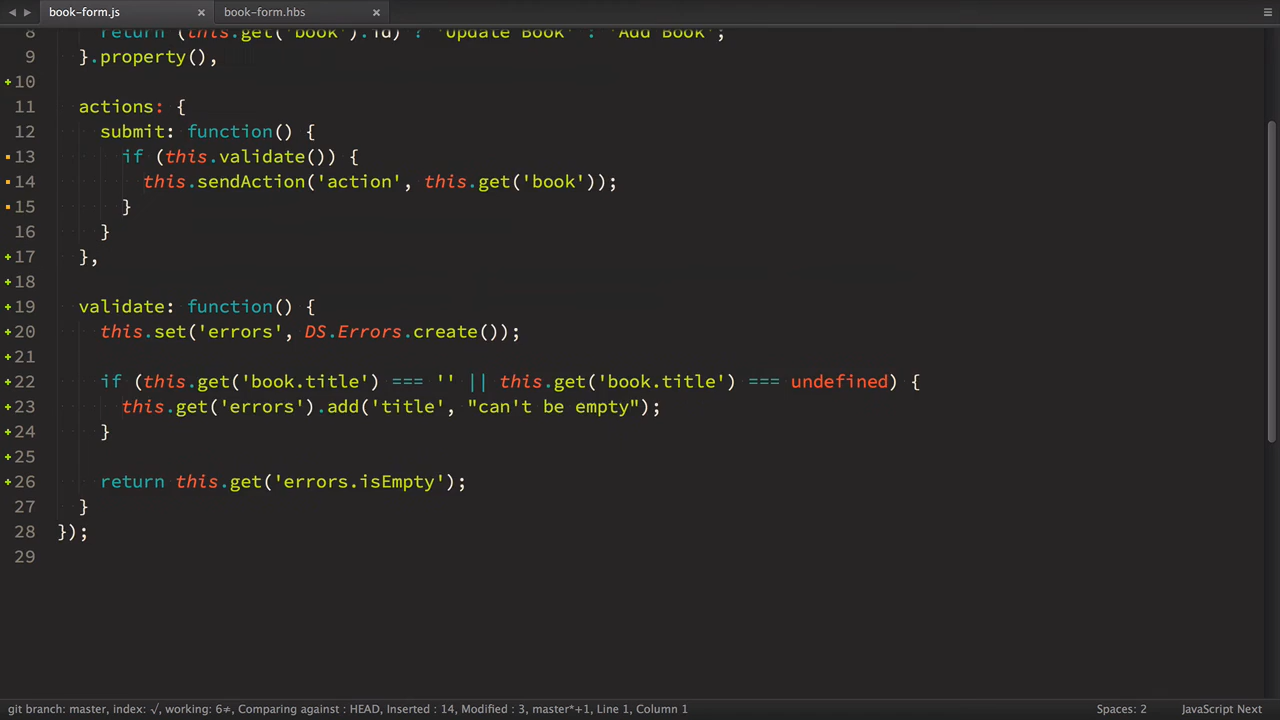 book-form.js book-form.hbs
8 return (this.get('book').id) ? 'Update Book' : 'Add Book';
9 }.property(),
10
11 actions: {
12 submit: function() {
13 if (this.validate()) {
14 this.sendAction('action', this.get('book'));
15 }
16 }
17 },
18
19 validate: function() {
20 this.set('errors', DS.Errors.create());
21
22 if (this.get('book.title') === '' || this.get('book.title') === undefined) {
23 this.get('errors').add('title', "can't be empty");
24 }
25
26 return this.get('errors.isEmpty');
27 }
28 });
29
git branch: master, index: √, working: 6≠, Comparing against : HEAD, Inserted : 14, Modified : 3, master*+1, Line 1, Column 1 Spaces: 2 JavaScript Next